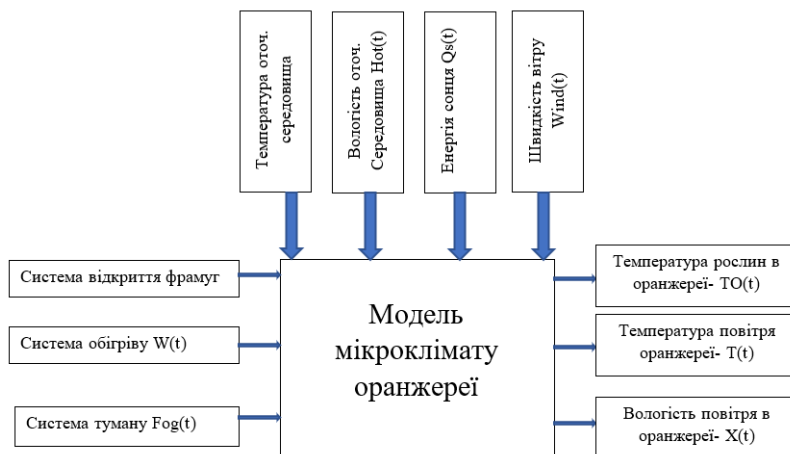 Температура оточ.
середовища
Вологість оточ.
Середовища Hot(t)
Енергія сонця Qs(t)
Швидкість вітру
Wind(t)
Система відкриття фрамуг
Система обігріву W(t)
Система туману Fog(t)
Модель
мікроклімату
оранжереї
Температура рослин в
оранжереї- TO(t)
Температура повітря
оранжереї- T(t)
Вологість повітря в
оранжереї- X(t)